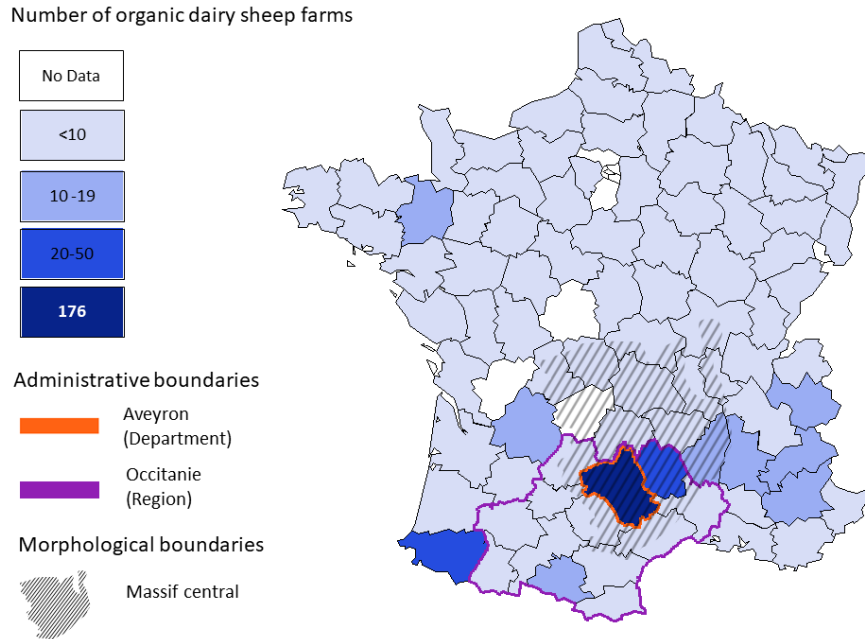 Number of organic dairy sheep farms
No Data
<10
10 -19
20-50
176
Administrative boundaries
Aveyron
(Department)
Occitanie
(Region)
Morphological boundaries
Massif central